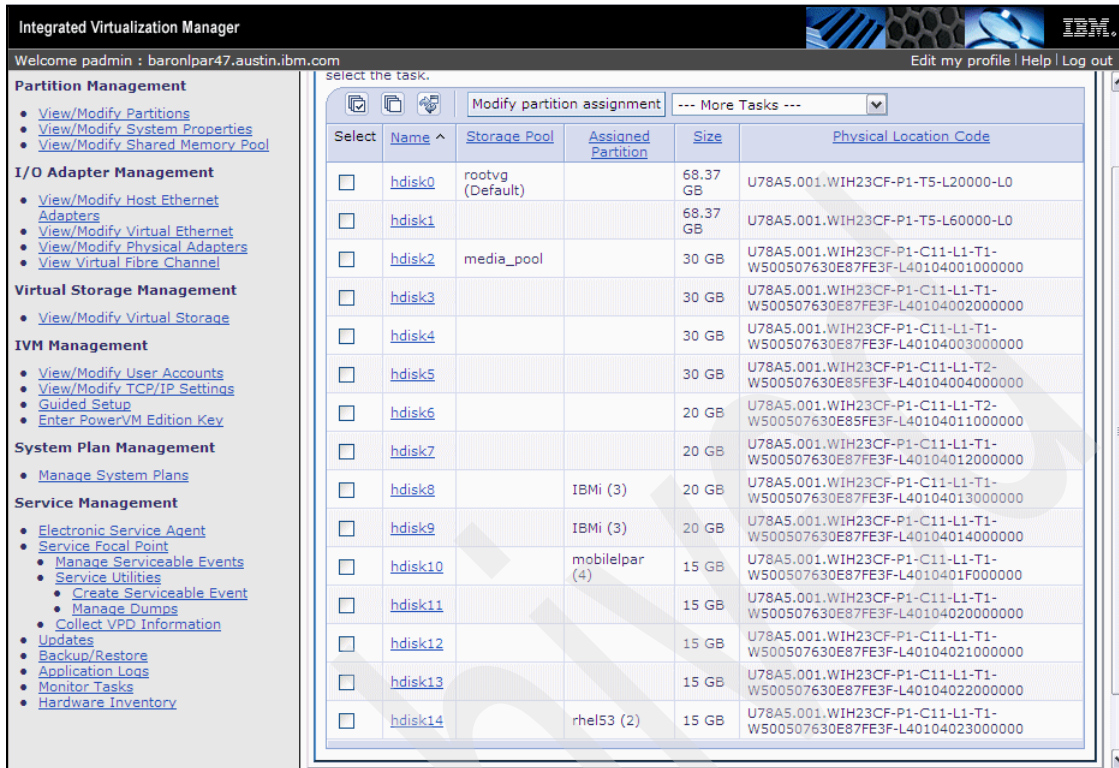 Integrated Virtualization Manager
IBM.
Welcome padmin : baronlpar47.austin.ibm.com
Edit my profile | Help | Log out
Partition Management
• View/Modify Partitions
• View/Modify System Properties
• View/Modify Shared Memory Pool
I/O Adapter Management
• View/Modify Host Ethernet
Adapters
• View/Modify Virtual Ethernet
• View/Modify Physical Adapters
• View Virtual Fibre Channel
Virtual Storage Management
• View/Modify Virtual Storage
IVM Management
• View/Modify User Accounts
• View/Modify TCP/IP Settings
• Guided Setup
• Enter PowerVM Edition Key
System Plan Management
• Manage System Plans
Service Management
• Electronic Service Agent
• Service Focal Point
• Manage Serviceable Events
• Service Utilities
• Create Serviceable Event
• Manage Dumps
• Collect VPD Information
• Updates
• Backup/Restore
• Application Logs
• Monitor Tasks
• Hardware Inventory
select the task.
Modify partition assignment --- More Tasks ---
Select Name ^ Storage Pool Assigned Partition Size Physical Location Code
hdisk0 rootvg (Default) 68.37 GB U78A5.001.WIH23CF-P1-T5-L20000-L0
hdisk1 68.37 GB U78A5.001.WIH23CF-P1-T5-L60000-L0
hdisk2 media_pool 30 GB U78A5.001.WIH23CF-P1-C11-L1-T1-
W500507630E87FE3F-L40104001000000
hdisk3 30 GB U78A5.001.WIH23CF-P1-C11-L1-T1-
W500507630E87FE3F-L40104002000000
hdisk4 30 GB U78A5.001.WIH23CF-P1-C11-L1-T1-
W500507630E87FE3F-L40104003000000
hdisk5 30 GB U78A5.001.WIH23CF-P1-C11-L1-T2-
W500507630E85FE3F-L40104004000000
hdisk6 20 GB U78A5.001.WIH23CF-P1-C11-L1-T2-
W500507630E85FE3F-L40104011000000
hdisk7 20 GB U78A5.001.WIH23CF-P1-C11-L1-T1-
W500507630E87FE3F-L40104012000000
hdisk8 IBMi (3) 20 GB U78A5.001.WIH23CF-P1-C11-L1-T1-
W500507630E87FE3F-L40104013000000
hdisk9 IBMi (3) 20 GB U78A5.001.WIH23CF-P1-C11-L1-T1-
W500507630E87FE3F-L40104014000000
hdisk10 mobilelpar (4) 15 GB U78A5.001.WIH23CF-P1-C11-L1-T1-
W500507630E87FE3F-L4010401F000000
hdisk11 15 GB U78A5.001.WIH23CF-P1-C11-L1-T1-
W500507630E87FE3F-L40104020000000
hdisk12 15 GB U78A5.001.WIH23CF-P1-C11-L1-T1-
W500507630E87FE3F-L40104021000000
hdisk13 15 GB U78A5.001.WIH23CF-P1-C11-L1-T1-
W500507630E87FE3F-L40104022000000
hdisk14 rhel53 (2) 15 GB U78A5.001.WIH23CF-P1-C11-L1-T1-
W500507630E87FE3F-L40104023000000